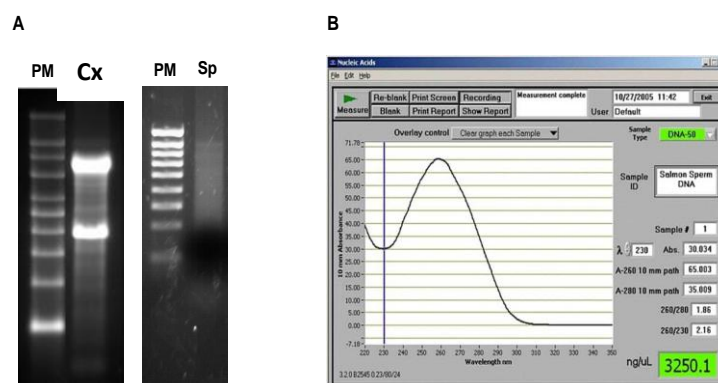 A
B
PM Cx PM Sp
Nucleic Acids
File Edit Help
Measure
Re-blank Print Screen Recording
Blank Print Report Show Report
Measurement complete
10/27/2005 11:42 Exit
User Default
Overlay control Clear graph each Sample
Sample Type DNA-50
Sample ID Salmon Sperm DNA
Sample # 1
λ 230 Abs. 30.034
A-260 10 mm path 65.003
A-280 10 mm path 35.009
260/280 1.86
260/230 2.16
ng/uL 3250.1
10 mm Absorbance
71.70
60.00
55.00
50.00
45.00
40.00
35.00
30.00
25.00
20.00
15.00
10.00
5.00
0.00
-7.18
220 230 240 250 260 270 280 290 300 310 320 330 340 350
Wavelength nm